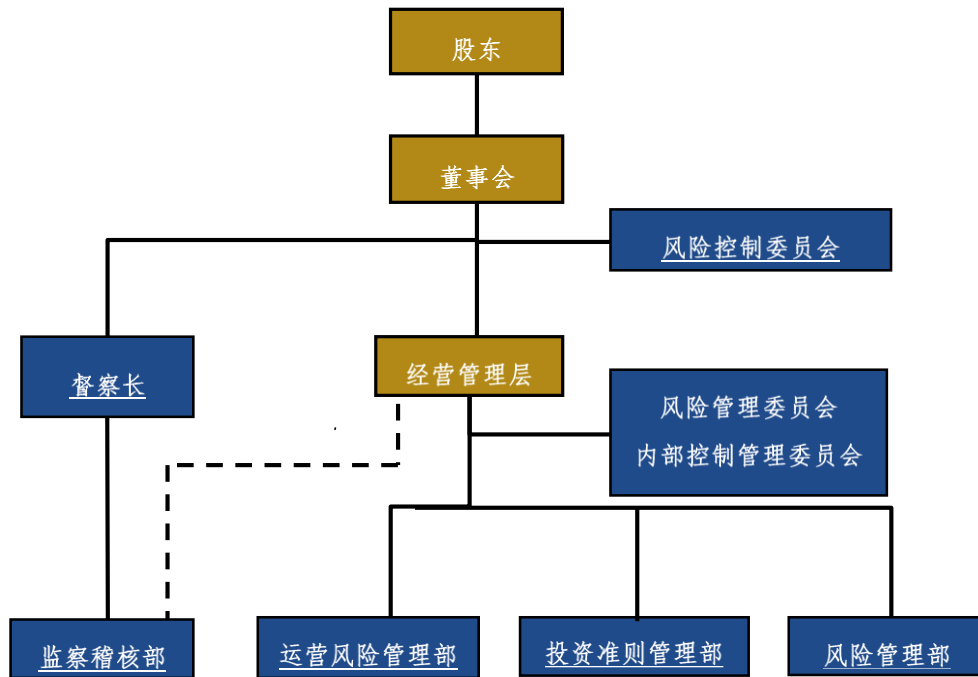 股东
董事会
风险控制委员会
督察长
经营管理层
风险管理委员会
内部控制管理委员会
监察稽核部
运营风险管理部
投资准则管理部
风险管理部